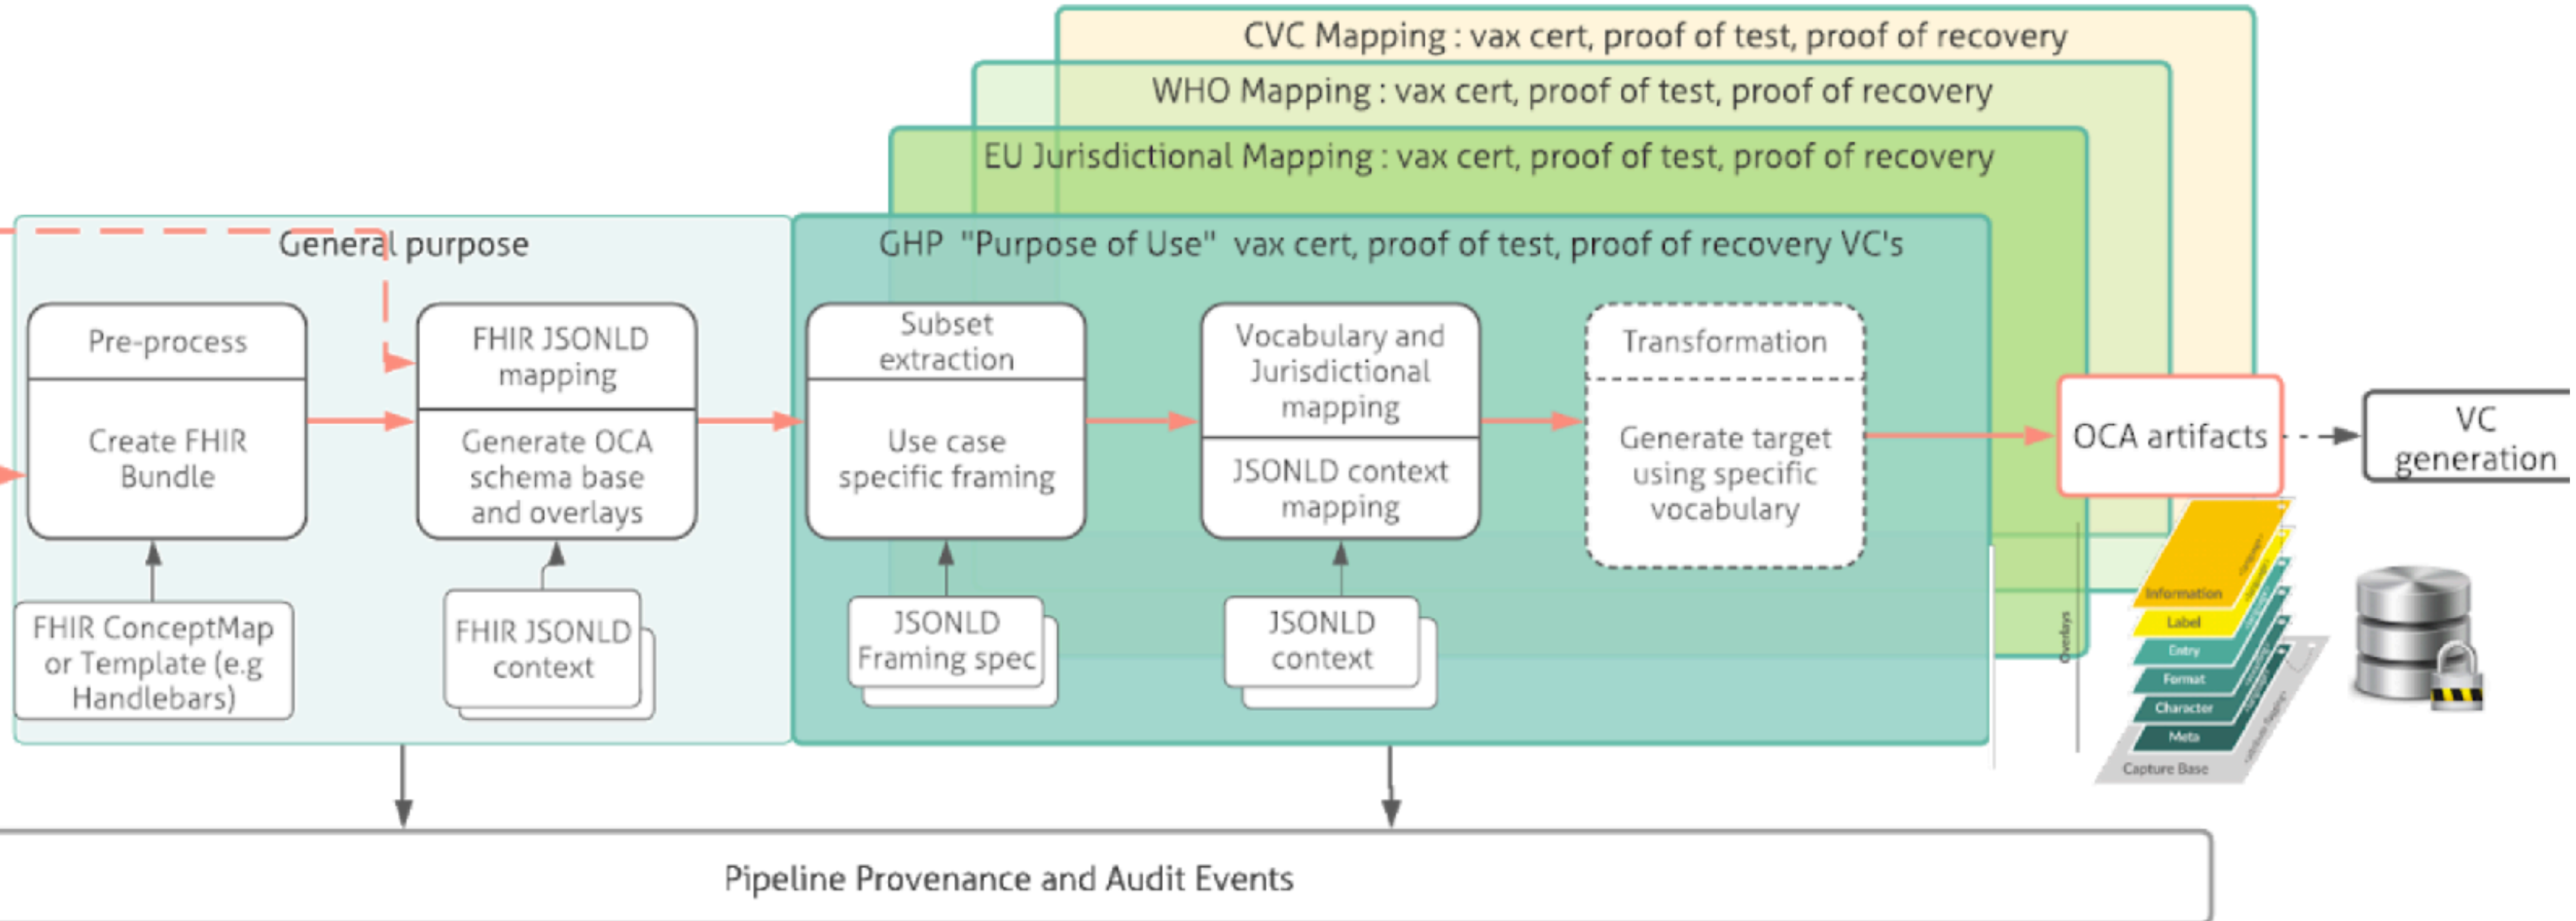 CVC Mapping : vax cert, proof of test, proof of recovery
WHO Mapping : vax cert, proof of test, proof of recovery
EU Jurisdictional Mapping : vax cert, proof of test, proof of recovery
General purpose
GHP "Purpose of Use" vax cert, proof of test, proof of recovery VC's
Pre-process
Create FHIR
Bundle
FHIR JSONLD
mapping
Generate OCA
schema base
and overlays
Subset
extraction
Use case
specific framing
Vocabulary and
Jurisdictional
mapping
JSONLD context
mapping
Transformation
Generate target
using specific
vocabulary
OCA artifacts
VC
generation
FHIR ConceptMap
or Template (e.g
Handlebars)
FHIR JSONLD
context
JSONLD
Framing spec
JSONLD
context
Overlays
Information
Label
Entry
Format
Character
Meta
Capture Base
Pipeline Provenance and Audit Events